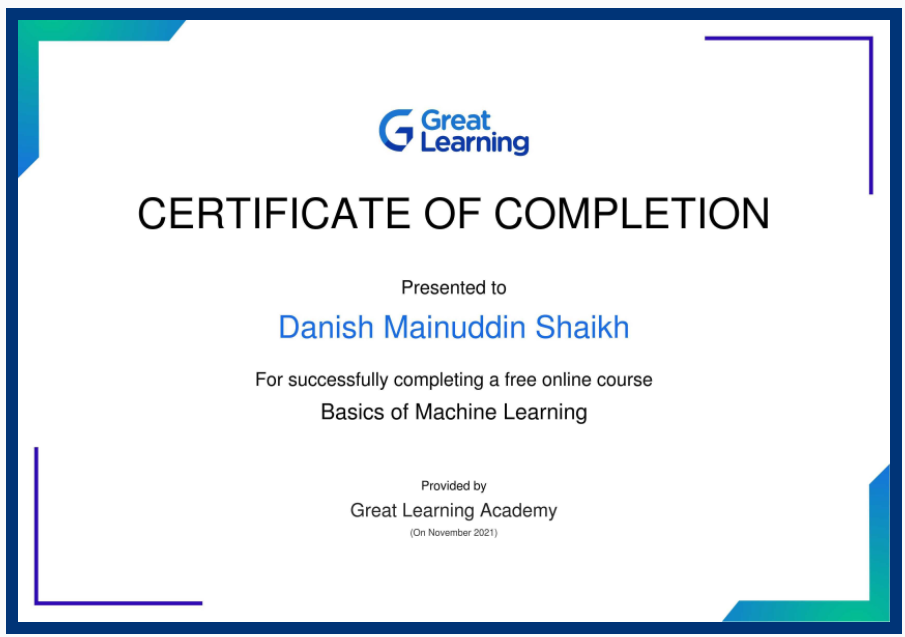 Great
Learning
CERTIFICATE OF COMPLETION
Presented to
Danish Mainuddin Shaikh
For successfully completing a free online course
Basics of Machine Learning
Provided by
Great Learning Academy
(On November 2021)